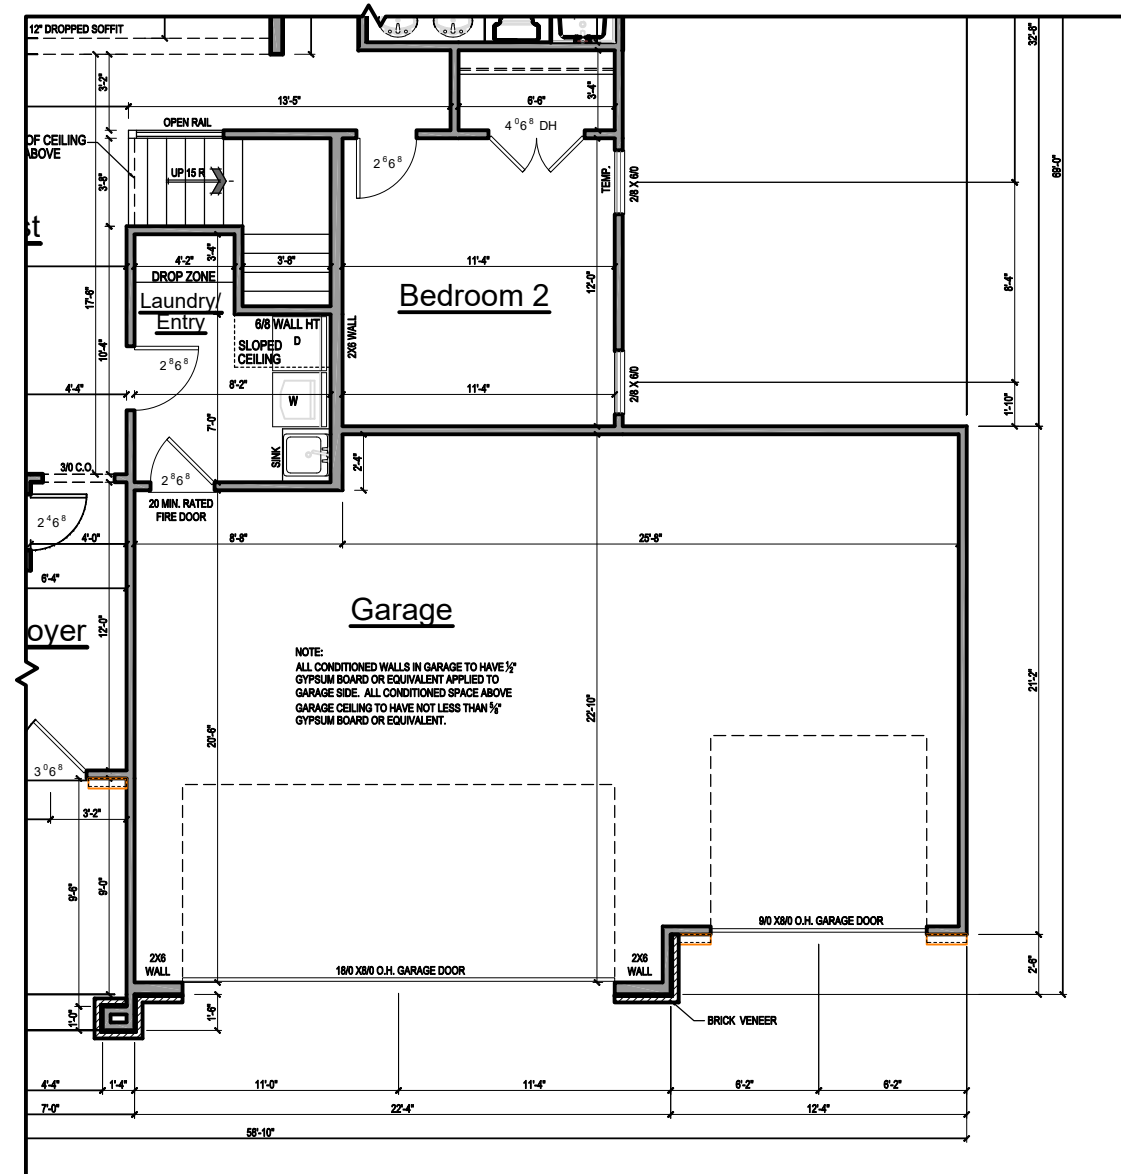 12" DROPPED SOFFIT
32'-8"
3'-2"
3'-4"
13'-5"
6'-6"
OPEN RAIL
4⁰6⁸ DH
OF CEILING
ABOVE
2⁶6⁸
UP 15 R
3'-8"
TEMP.
2/8 X 6/0
69'-0"
st
3'-4"
4'-2"
3'-8"
11'-4"
DROP ZONE
12'-0"
8'-4"
17'-6"
Laundry/
Entry
Bedroom 2
6/8 WALL HT
D
SLOPED
CEILING
2X6 WALL
10'-4"
2⁸6⁸
4'-4"
8'-2"
11'-4"
2/8 X 6/0
W
1'-10"
7'-0"
SINK
2'-4"
3/0 C.O.
2⁸6⁸
20 MIN. RATED
FIRE DOOR
2⁴6⁸
4'-0"
8'-8"
25'-8"
6'-4"
Garage
oyer
12'-0"
NOTE:
ALL CONDITIONED WALLS IN GARAGE TO HAVE ½"
GYPSUM BOARD OR EQUIVALENT APPLIED TO
GARAGE SIDE. ALL CONDITIONED SPACE ABOVE
GARAGE CEILING TO HAVE NOT LESS THAN ⅝"
GYPSUM BOARD OR EQUIVALENT.
21'-2"
22'-10"
20'-6"
3⁰6⁸
3'-2"
9'-6"
9'-0"
9/0 X8/0 O.H. GARAGE DOOR
2X6
WALL
16/0 X8/0 O.H. GARAGE DOOR
2X6
WALL
2'-6"
1'-0"
1'-6"
BRICK VENEER
4'-4"
1'-4"
11'-0"
11'-4"
6'-2"
6'-2"
7'-0"
22'-4"
12'-4"
56'-10"